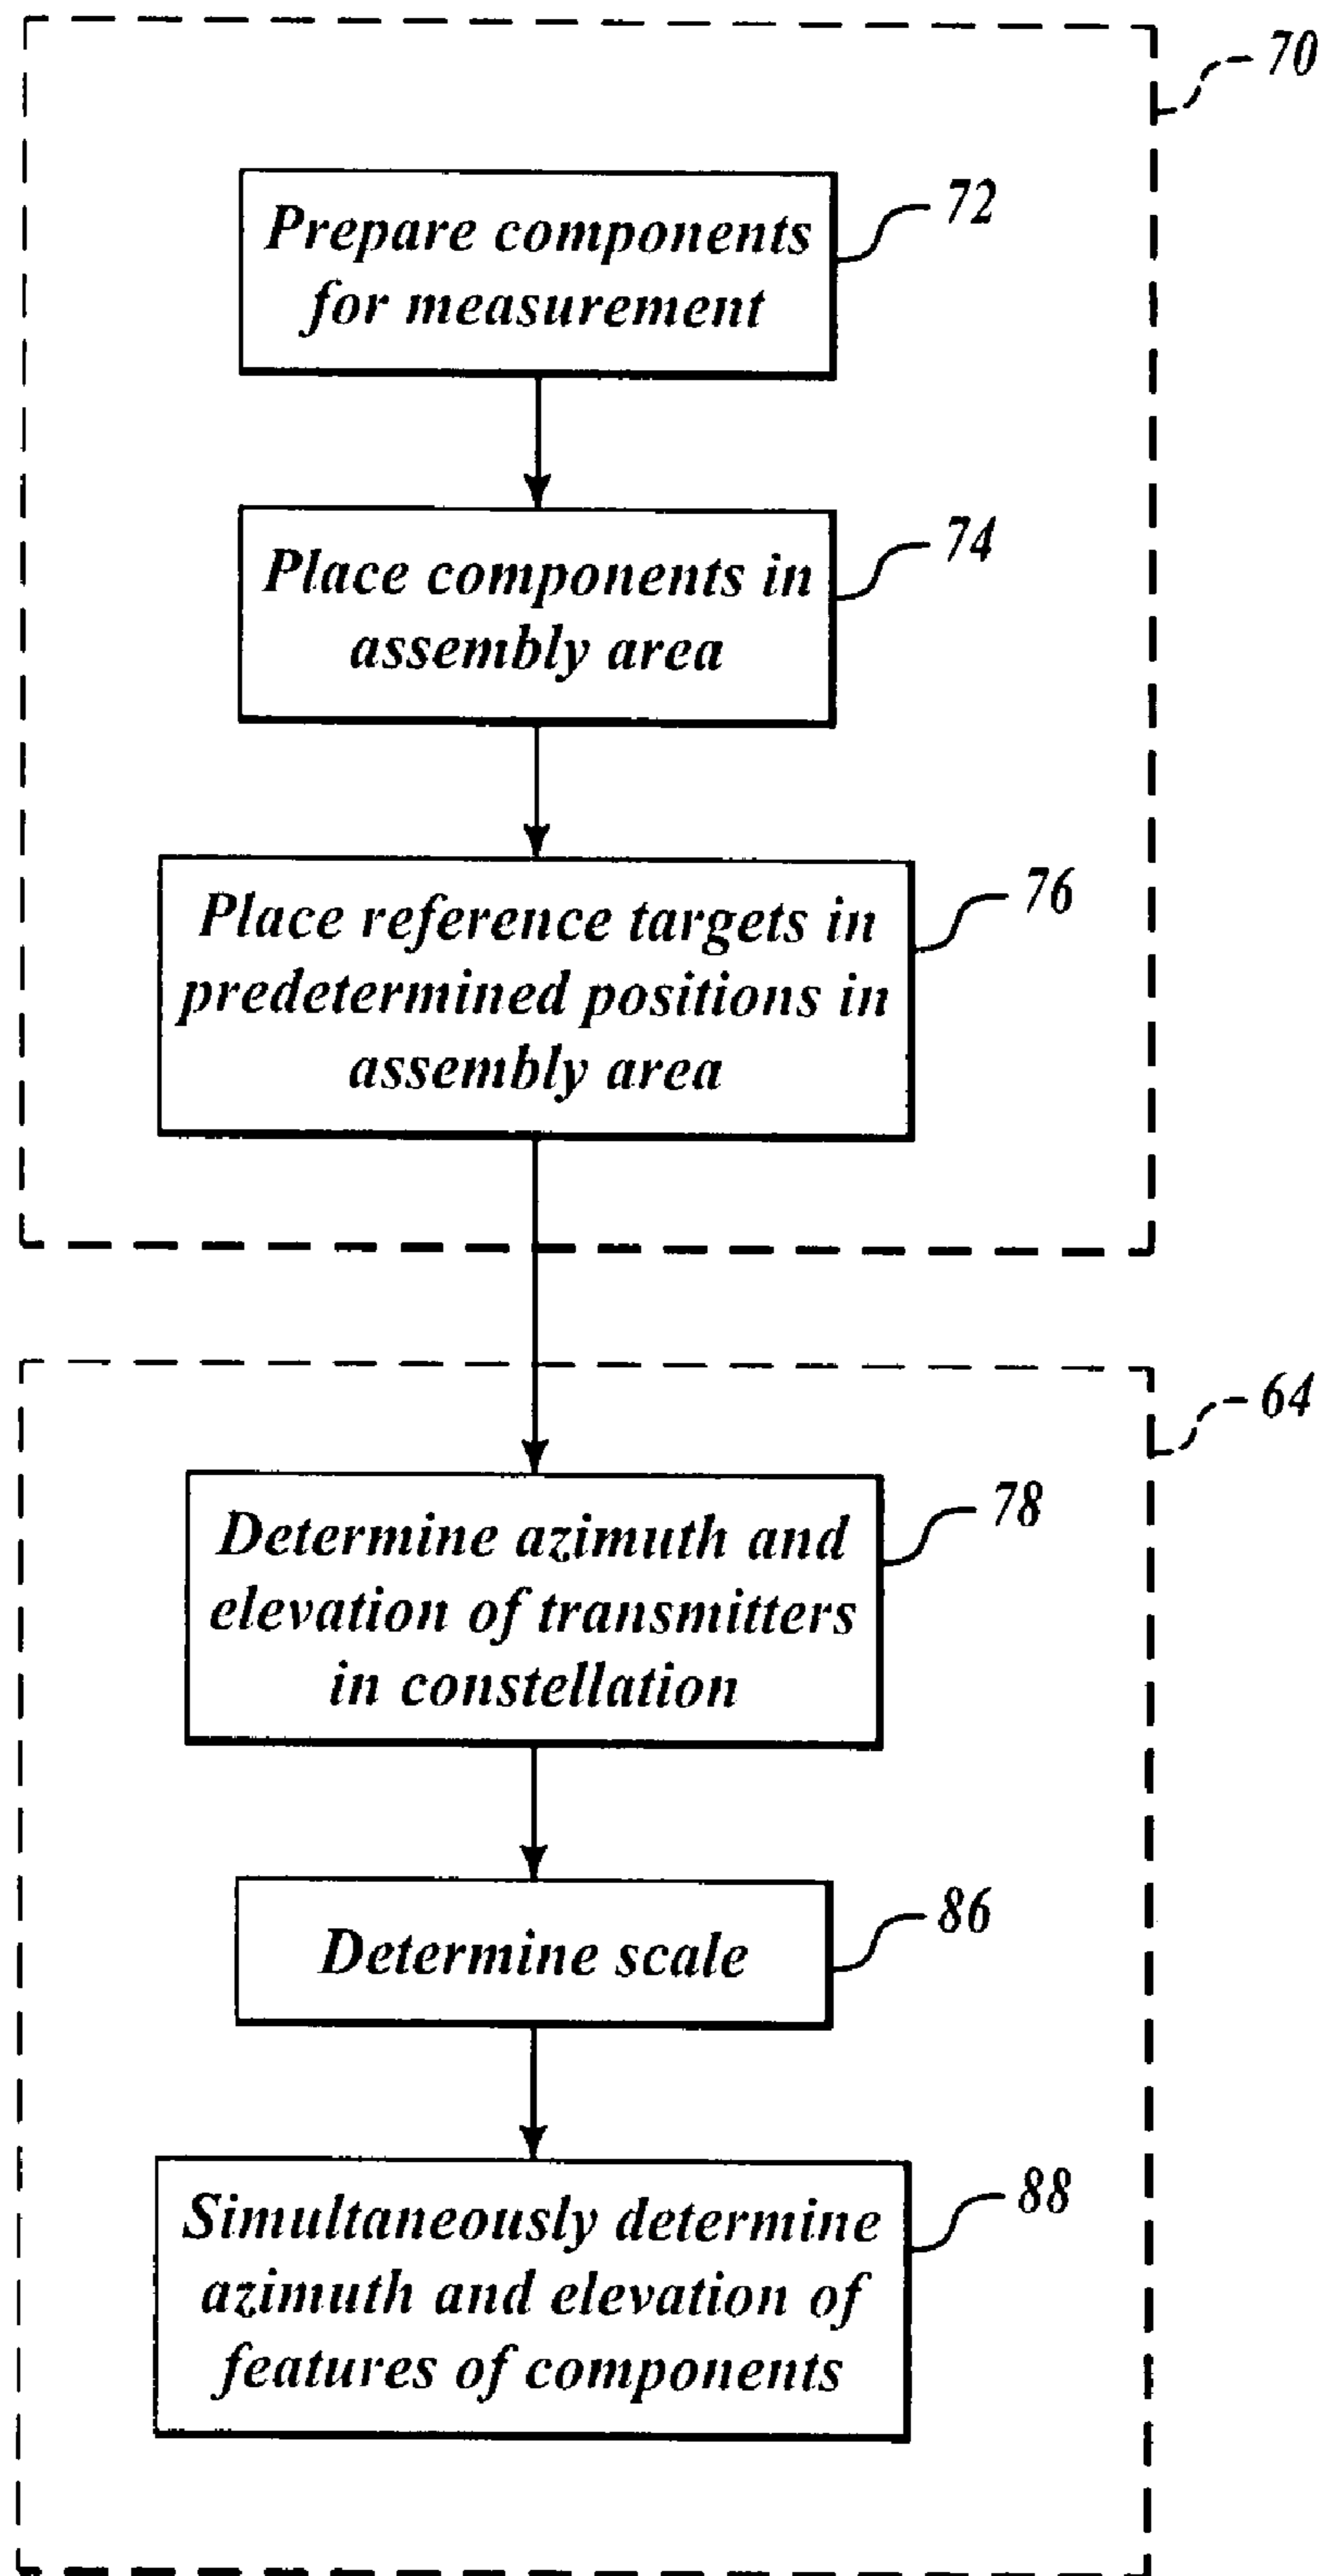 70
Prepare components
for measurement
72
Place components in
assembly area
74
Place reference targets in
predetermined positions in
assembly area
76
64
Determine azimuth and
elevation of transmitters
in constellation
78
Determine scale
86
Simultaneously determine
azimuth and elevation of
features of components
88